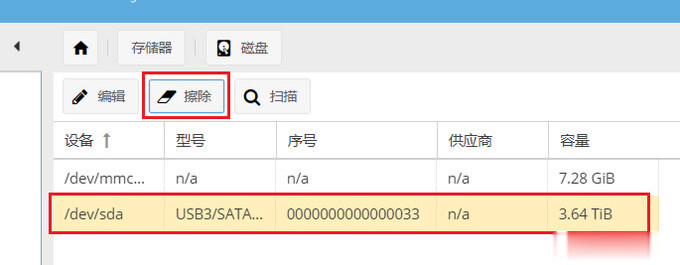 存储器 磁盘
编辑 擦除 扫描
设备 型号 序号 供应商 容量
/dev/mmc... n/a n/a n/a 7.28 GiB
/dev/sda USB3/SATA... 0000000000000033 n/a 3.64 TiB